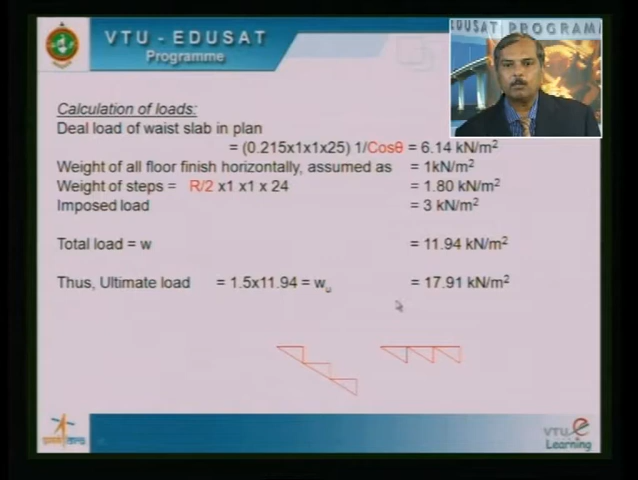 VTU - EDUSAT
Programme
EDUSAT PROGRAM
Calculation of loads:
Deal load of waist slab in plan
= (0.215x1x1x25) 1/Cosθ = 6.14 kN/m²
Weight of all floor finish horizontally, assumed as = 1kN/m²
Weight of steps = R/2 x1 x1 x 24 = 1.80 kN/m²
Imposed load = 3 kN/m²
Total load = w = 11.94 kN/m²
Thus, Ultimate load = 1.5x11.94 = wᵤ = 17.91 kN/m²
VTU e
Learning